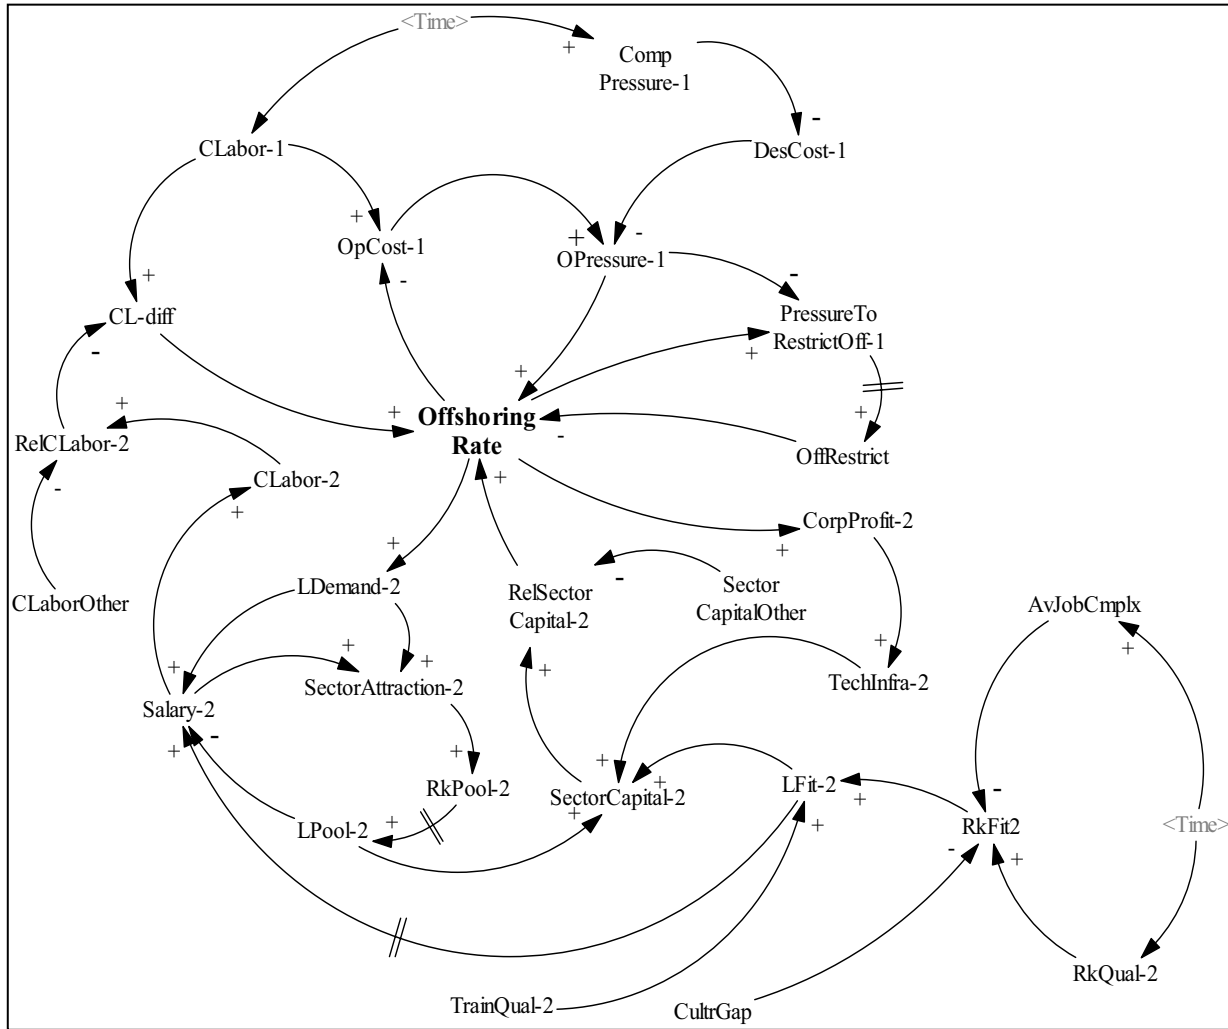 <Time>
+
Comp
Pressure-1
-
CLabor-1
DesCost-1
+
+
-
OpCost-1
OPressure-1
+
-
-
CL-diff
PressureTo
RestrictOff-1
-
+
+
+
+
+
Offshoring
Rate
-
RelCLabor-2
OffRestrict
CLabor-2
+
-
+
CorpProfit-2
+
+
LDemand-2
RelSector
Capital-2
-
Sector
CapitalOther
CLaborOther
AvJobCmplx
+
+
+
+
+
+
SectorAttraction-2
TechInfra-2
Salary-2
-
+
+
+
+
RkPool-2
SectorCapital-2
LFit-2
-
+
+
+
+
LPool-2
RkFit2
<Time>
-
+
RkQual-2
TrainQual-2
CultrGap